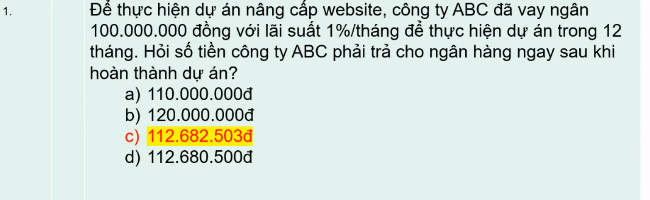 1. Để thực hiện dự án nâng cấp website, công ty ABC đã vay ngân
100.000.000 đồng với lãi suất 1%/tháng để thực hiện dự án trong 12
tháng. Hỏi số tiền công ty ABC phải trả cho ngân hàng ngay sau khi
hoàn thành dự án?
a) 110.000.000đ
b) 120.000.000đ
c) 112.682.503đ
d) 112.680.500đ